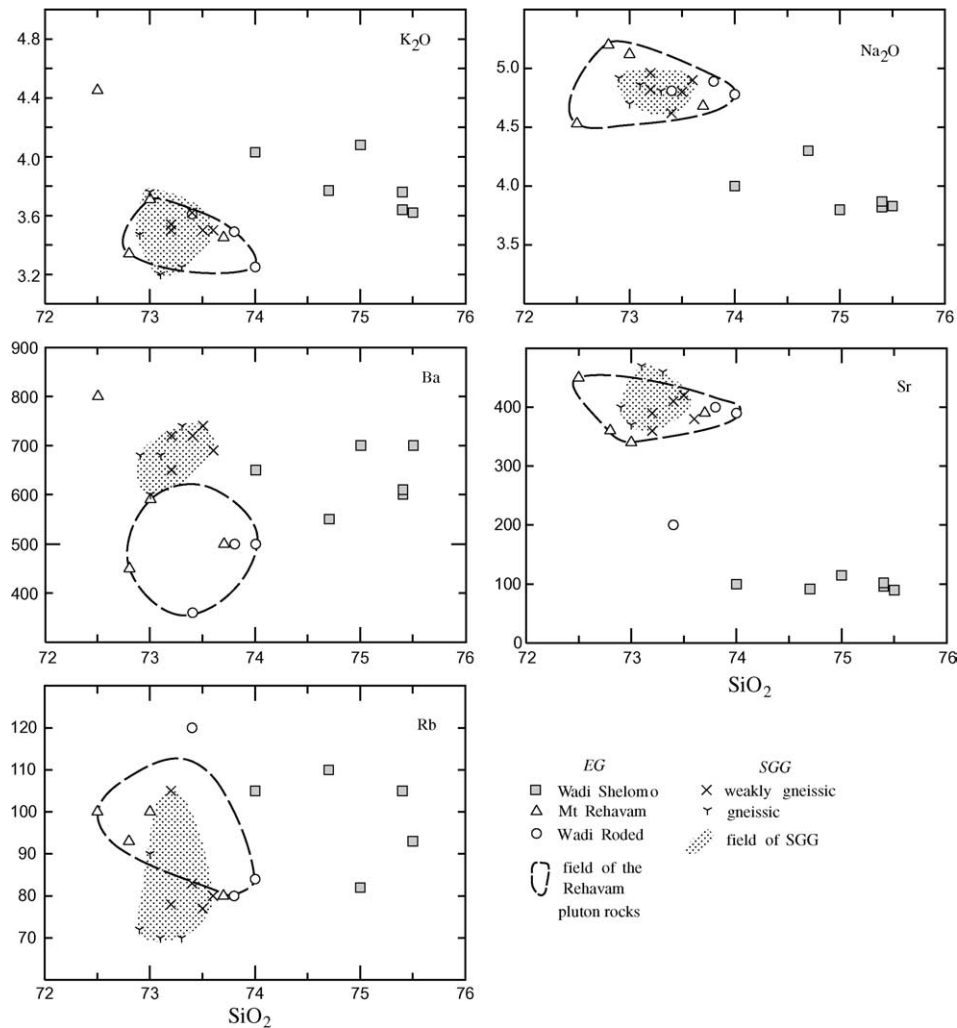 K2O
4.8
4.4
4.0
3.6
3.2
72 73 74 75 76
Na2O
5.0
4.5
4.0
3.5
72 73 74 75 76
Ba
900
800
700
600
500
400
72 73 74 75 76
Sr
400
300
200
100
0
72 73 74 75 76
SiO2
Rb
120
110
100
90
80
70
72 73 74 75 76
SiO2
EG
Wadi Shelomo
Mt Rehavam
Wadi Roded
field of the
Rehavam
pluton rocks
SGG
weakly gneissic
gneissic
field of SGG